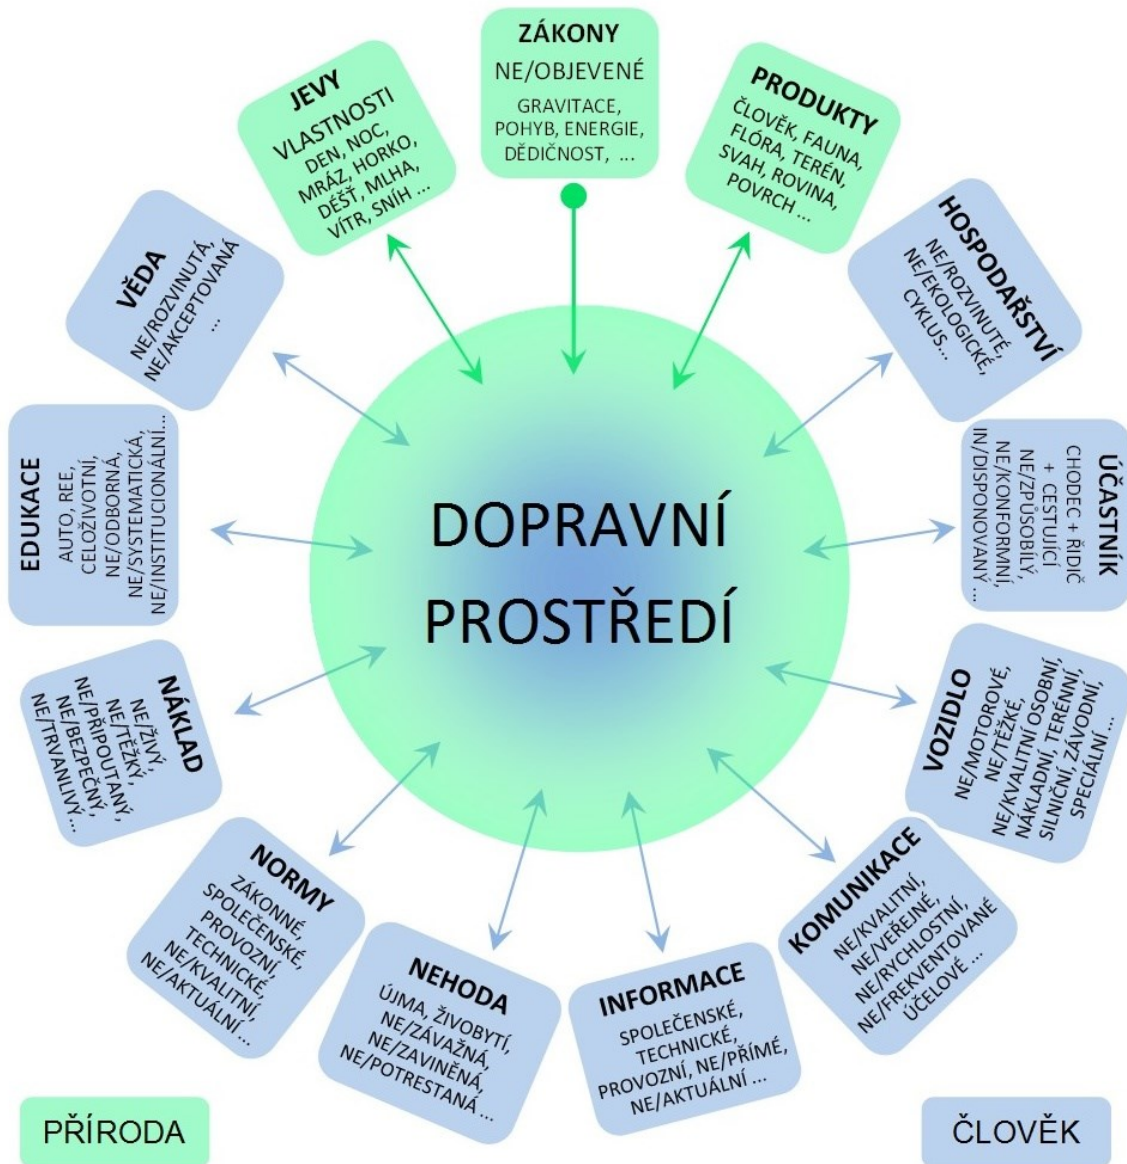 ZÁKONY
NE/OBJEVENÉ
GRAVITACE,
POHYB, ENERGIE,
DĚDIČNOST, ...
PRODUKTY
ČLOVĚK, FAUNA,
FLÓRA, TERÉN,
SVAH, ROVINA,
POVRCH ...
HOSPODAŘSTVÍ
NE/ROZVINUTÉ,
NE/EKOLOGICKÉ,
CYKLUS...
ÚČASTNÍK
CHODEC + ŘIDIČ
+ CESTUJÍCÍ
NE/ZPŮSOBILÝ,
NE/KONFORMNÍ,
IN/DISPONOVANÝ ...
VOZIDLO
NE/MOTOROVÉ,
NE/TĚŽKÉ,
NE/KVALITNÍ OSOBNÍ,
NÁKLADNÍ, TERÉNNÍ,
SILNIČNÍ, ZÁVODNÍ,
SPECIÁLNÍ ...
KOMUNIKACE
NE/KVALITNÍ,
NE/VEŘEJNÉ,
NE/RYCHLOSTNÍ,
NE/FREKVENTOVANÉ
ÚČELOVÉ ...
INFORMACE
SPOLEČENSKÉ,
TECHNICKÉ,
PROVOZNÍ, NE/PŘÍMÉ,
NE/AKTUÁLNÍ ...
NEHODA
ÚJMA, ŽIVOBYTÍ,
NE/ZÁVAŽNÁ,
NE/ZAVINĚNÁ,
NE/POTRESTANÁ ...
NORMY
ZÁKONNÉ,
SPOLEČENSKÉ,
PROVOZNÍ,
TECHNICKÉ,
NE/KVALITNÍ,
NE/AKTUÁLNÍ ...
NÁKLAD
NE/ŽIVÝ,
NE/TĚŽKÝ,
NE/PŘIPOUTANÝ,
NE/BEZPEČNÝ,
NE/TRVANLIVÝ ...
EDUKACE
AUTO, REE,
CELOŽIVOTNÍ,
NE/ODBORNÁ,
NE/SYSTEMATICKÁ,
NE/INSTITUCIONÁLNÍ...
VĚDA
NE/ROZVINUTÁ,
NE/AKCEPTOVANÁ
...
JEVY
VLASTNOSTI
DEN, NOC,
MRÁZ, HORKO,
DÉŠŤ, MLHA,
VÍTR, SNÍH ...
DOPRAVNÍ
PROSTŘEDÍ
PŘÍRODA
ČLOVĚK